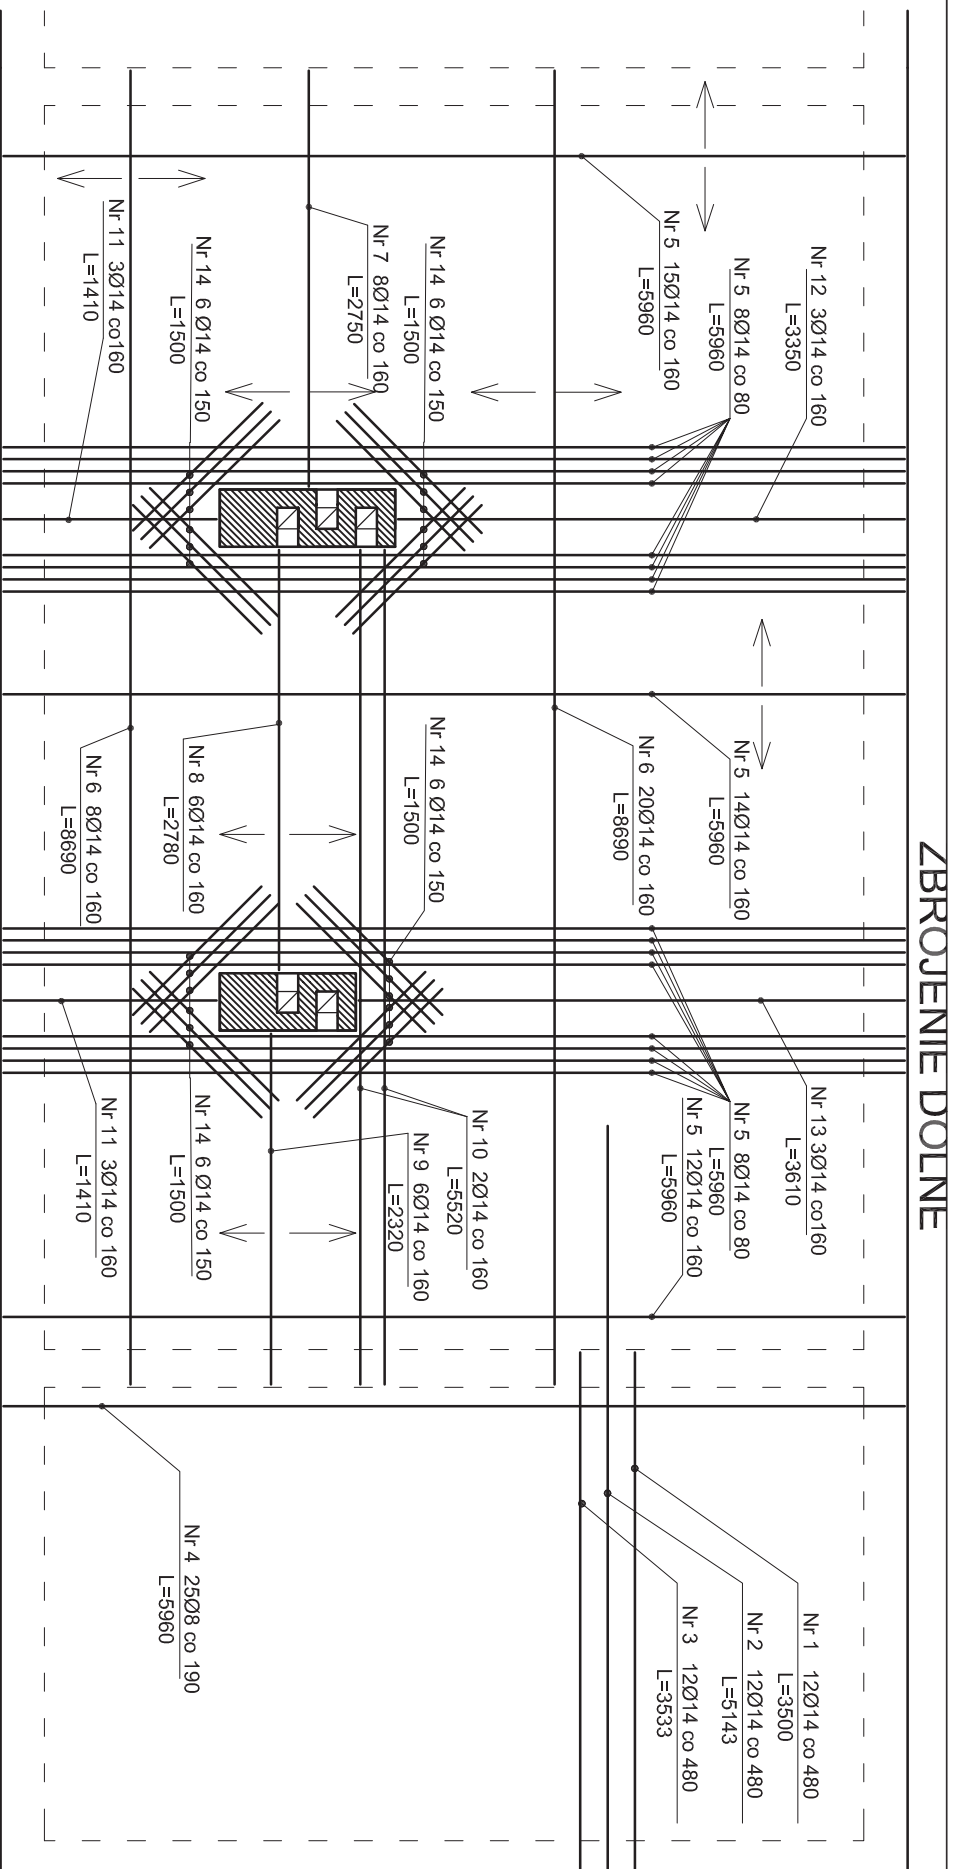 ZBROJENIE DOLNE
Nr 12 3Ø14 co 160
L=3350
Nr 5 8Ø14 co 80
L=5960
Nr 5 15Ø14 co 160
L=5960
Nr 14 6 Ø14 co 150
L=1500
Nr 7 8Ø14 co 160
L=2750
Nr 14 6 Ø14 co 150
L=1500
Nr 11 3Ø14 co160
L=1410
Nr 5 14Ø14 co 160
L=5960
Nr 6 20Ø14 co 160
L=8690
Nr 14 6 Ø14 co 150
L=1500
Nr 8 6Ø14 co 160
L=2780
Nr 6 8Ø14 co 160
L=8690
Nr 13 3Ø14 co160
L=3610
Nr 5 8Ø14 co 80
L=5960
Nr 5 12Ø14 co 160
L=5960
Nr 10 2Ø14 co 160
L=5520
Nr 9 6Ø14 co 160
L=2320
Nr 14 6 Ø14 co 150
L=1500
Nr 11 3Ø14 co 160
L=1410
Nr 1 12Ø14 co 480
L=3500
Nr 2 12Ø14 co 480
L=5143
Nr 3 12Ø14 co 480
L=3533
Nr 4 25Ø8 co 190
L=5960